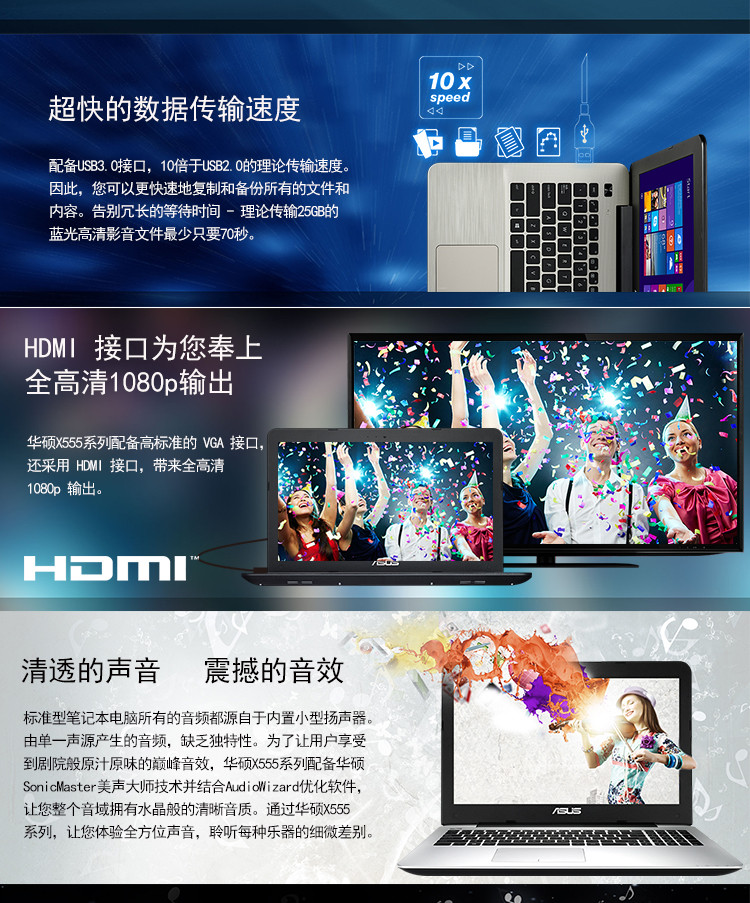 10 x
speed
超快的数据传输速度
配备USB3.0接口，10倍于USB2.0的理论传输速度。
因此，您可以更快速地复制和备份所有的文件和
内容。告别冗长的等待时间 - 理论传输25GB的
蓝光高清影音文件最少只要70秒。
Start
HDMI 接口为您奉上
全高清1080p输出
华硕X555系列配备高标准的 VGA 接口，
还采用 HDMI 接口，带来全高清
1080p 输出。
HDMI™
ASUS
清透的声音 震撼的音效
标准型笔记本电脑所有的音频都源自于内置小型扬声器。
由单一声源产生的音频，缺乏独特性。为了让用户享受
到剧院般原汁原味的巅峰音效，华硕X555系列配备华硕
SonicMaster美声大师技术并结合AudioWizard优化软件，
让您整个音域拥有水晶般的清晰音质。通过华硕X555
系列，让您体验全方位声音，聆听每种乐器的细微差别。
ASUS